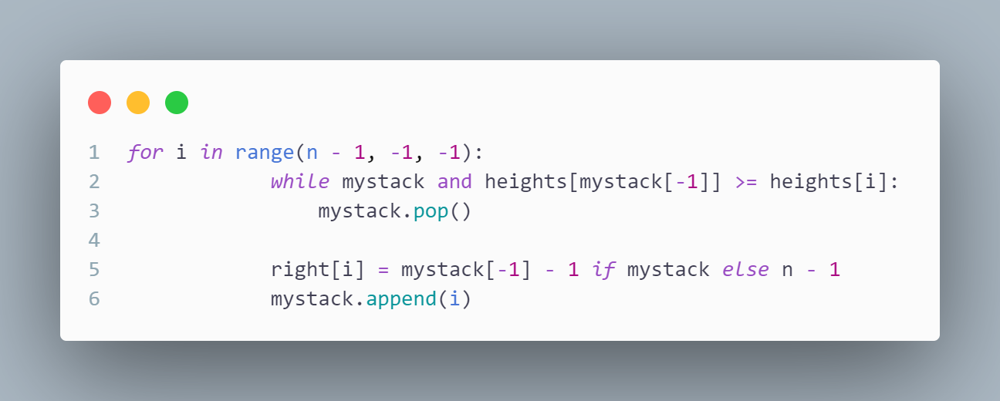 1 for i in range(n - 1, -1, -1):
2             while mystack and heights[mystack[-1]] >= heights[i]:
3                 mystack.pop()
4
5             right[i] = mystack[-1] - 1 if mystack else n - 1
6             mystack.append(i)